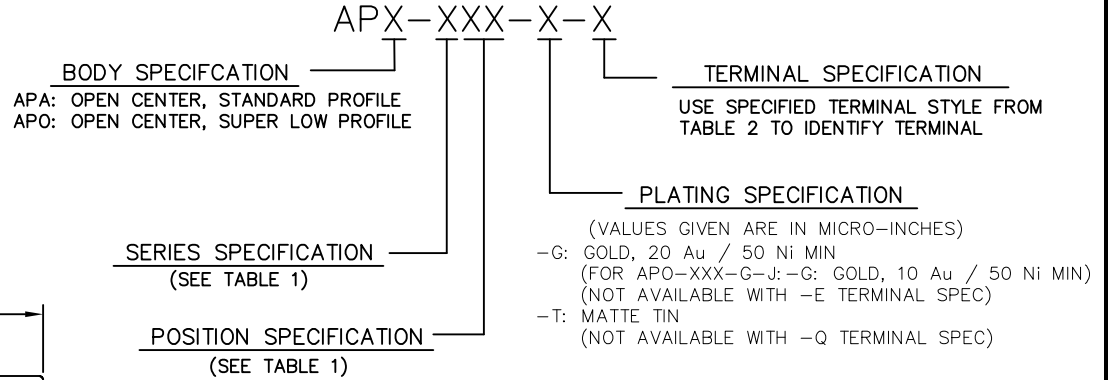 APX-XXX-X-X
BODY SPECIFCATION
APA: OPEN CENTER, STANDARD PROFILE
APO: OPEN CENTER, SUPER LOW PROFILE
TERMINAL SPECIFICATION
USE SPECIFIED TERMINAL STYLE FROM
TABLE 2 TO IDENTIFY TERMINAL
SERIES SPECIFICATION
(SEE TABLE 1)
POSITION SPECIFICATION
(SEE TABLE 1)
PLATING SPECIFICATION
(VALUES GIVEN ARE IN MICRO-INCHES)
-G: GOLD, 20 Au / 50 Ni MIN
(FOR APO-XXX-G-J:-G: GOLD, 10 Au / 50 Ni MIN)
(NOT AVAILABLE WITH -E TERMINAL SPEC)
-T: MATTE TIN
(NOT AVAILABLE WITH -Q TERMINAL SPEC)